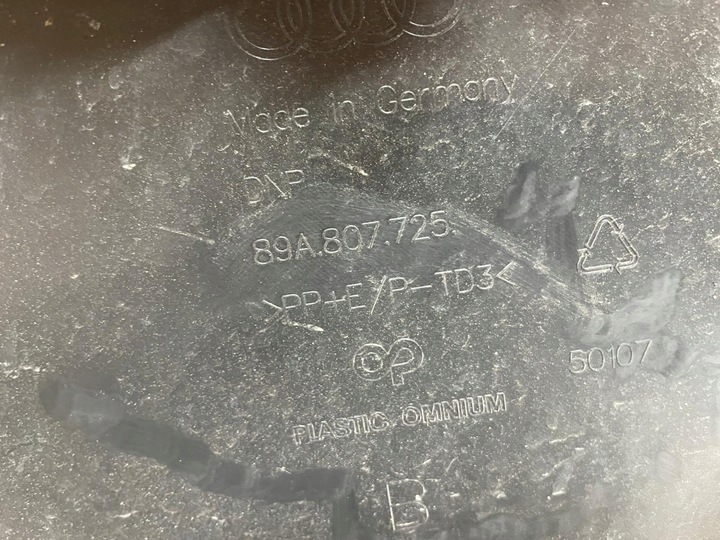 Made in Germany
D\P
89A.807.725
>PP+E/P-TD3<
50107
PLASTIC OMNIUM
B